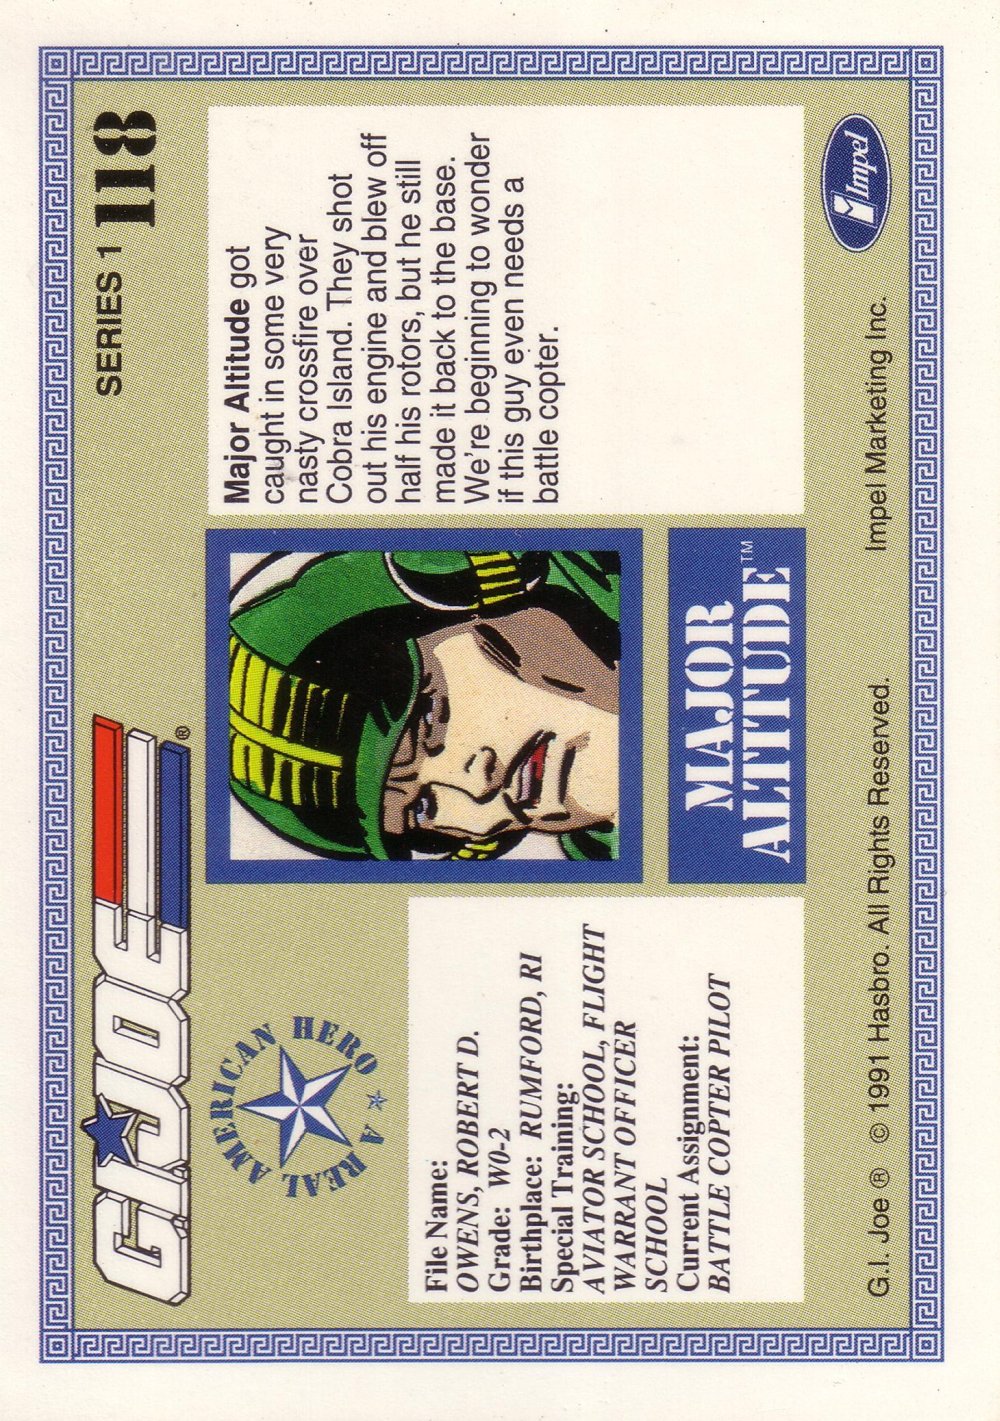 G.I. JOE®
SERIES 1 118
A REAL AMERICAN HERO
File Name:
OWENS, ROBERT D.
Grade: W0-2
Birthplace: RUMFORD, RI
Special Training:
AVIATOR SCHOOL, FLIGHT
WARRANT OFFICER
SCHOOL
Current Assignment:
BATTLE COPTER PILOT
MAJOR
ALTITUDE™
Major Altitude got
caught in some very
nasty crossfire over
Cobra Island. They shot
out his engine and blew off
half his rotors, but he still
made it back to the base.
We're beginning to wonder
if this guy even needs a
battle copter.
G.I. Joe ® © 1991 Hasbro. All Rights Reserved. Impel Marketing Inc.
Impel